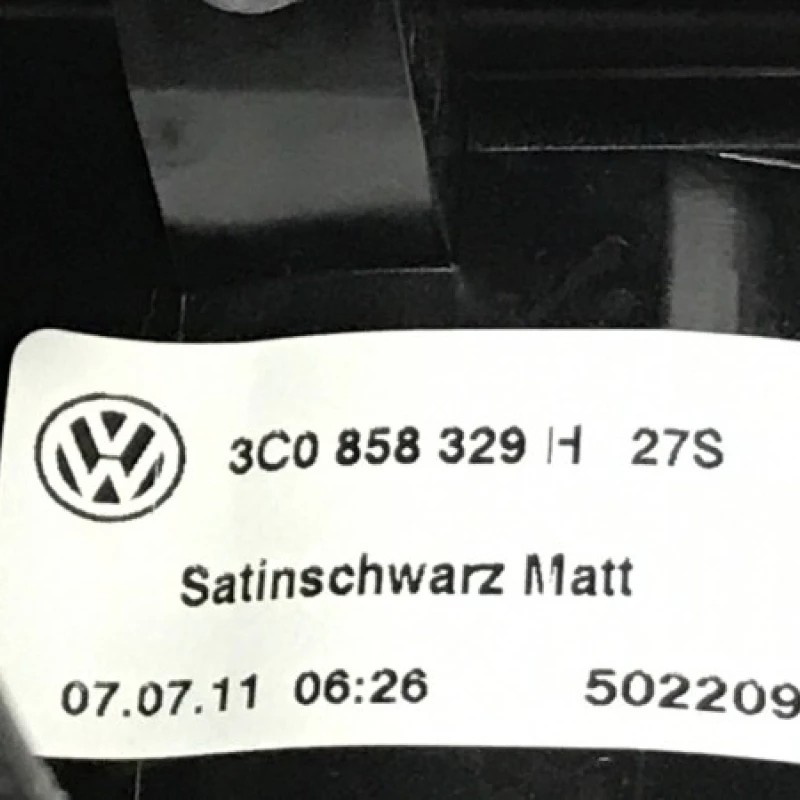 3C0 858 329 H 27S
Satinschwarz Matt
07.07.11 06:26 502209